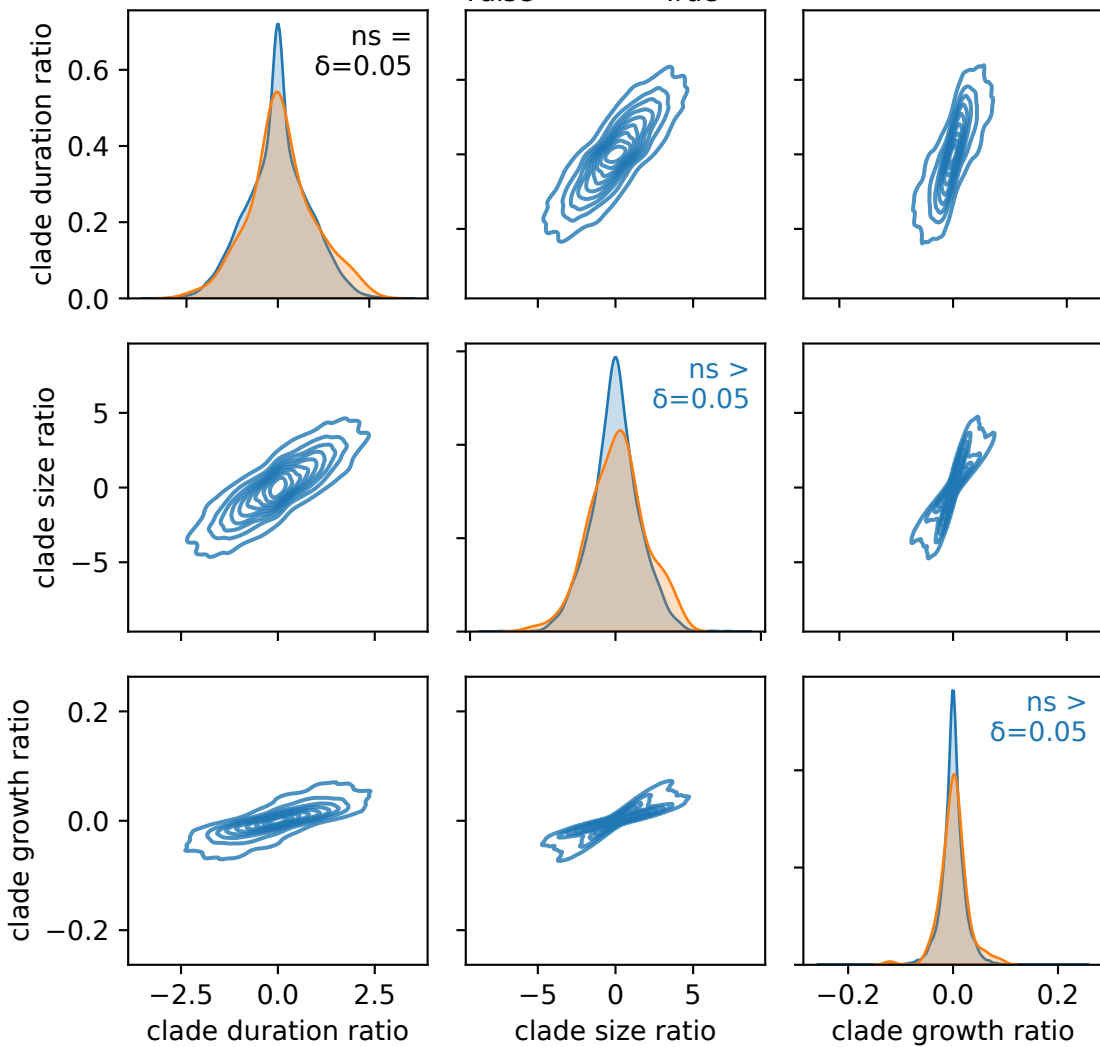 clade duration ratio
0.6
0.4
0.2
0.0
ns =
δ=0.05
clade size ratio
5
0
−5
ns >
δ=0.05
clade growth ratio
0.2
0.0
−0.2
ns >
δ=0.05
−2.5 0.0 2.5
−5 0 5
−0.2 0.0 0.2
clade duration ratio
clade size ratio
clade growth ratio